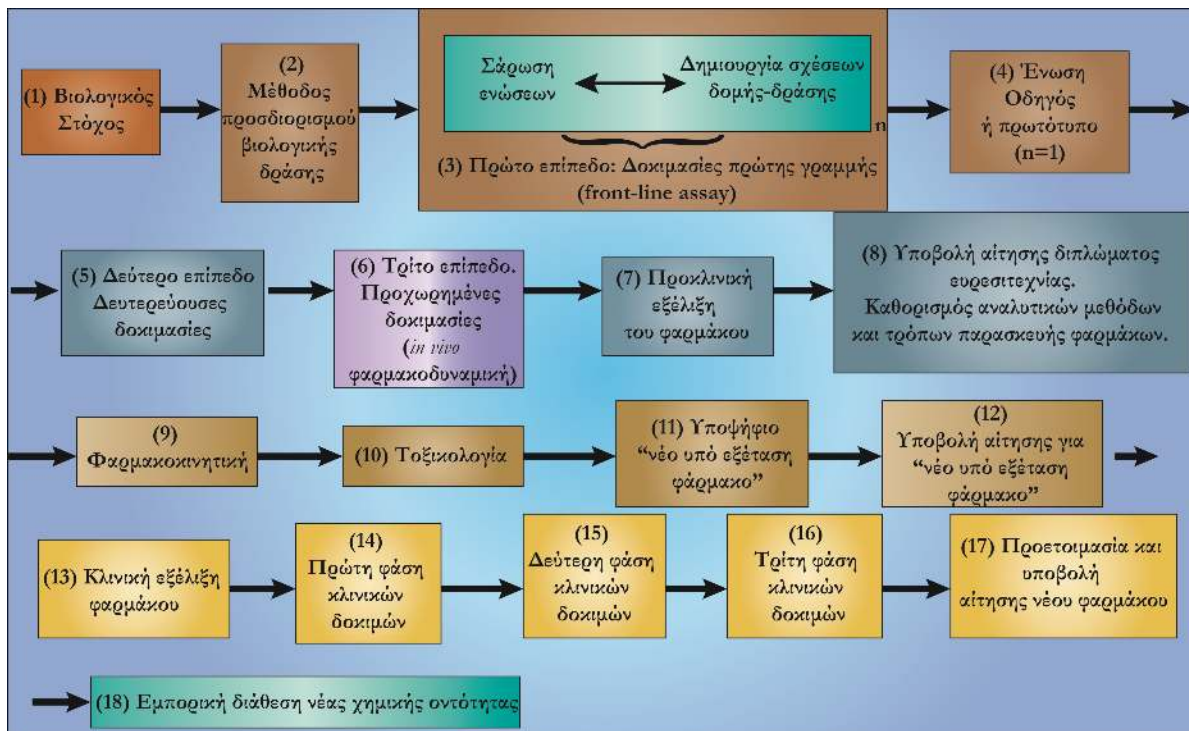 (1) Βιολογικός
Στόχος
(2)
Μέθοδος
προσδιορισμού
βιολογικής
δράσης
Σάρωση
ενώσεων
Δημιουργία σχέσεων
δομής-δράσης
n
(3) Πρώτο επίπεδο: Δοκιμασίες πρώτης γραμμής
(front-line assay)
(4) Ένωση
Οδηγός
ή πρωτότυπο
(n=1)
(5) Δεύτερο επίπεδο
Δευτερεύουσες
δοκιμασίες
(6) Τρίτο επίπεδο.
Προχωρημένες
δοκιμασίες
(in vivo
φαρμακοδυναμική)
(7) Προκλινική
εξέλιξη
του φαρμάκου
(8) Υποβολή αίτησης διπλώματος
ευρεσιτεχνίας.
Καθορισμός αναλυτικών μεθόδων
και τρόπων παρασκευής φαρμάκων.
(9)
Φαρμακοκινητική
(10) Τοξικολογία
(11) Υποψήφιο
“νέο υπό εξέταση
φάρμακο”
(12)
Υποβολή αίτησης για
“νέο υπό εξέταση
φάρμακο”
(13) Κλινική εξέλιξη
φαρμάκου
(14)
Πρώτη φάση
κλινικών
δοκιμών
(15)
Δεύτερη φάση
κλινικών
δοκιμών
(16)
Τρίτη φάση
κλινικών
δοκιμών
(17) Προετοιμασία και
υποβολή
αίτησης νέου φαρμάκου
(18) Εμπορική διάθεση νέας χημικής οντότητας